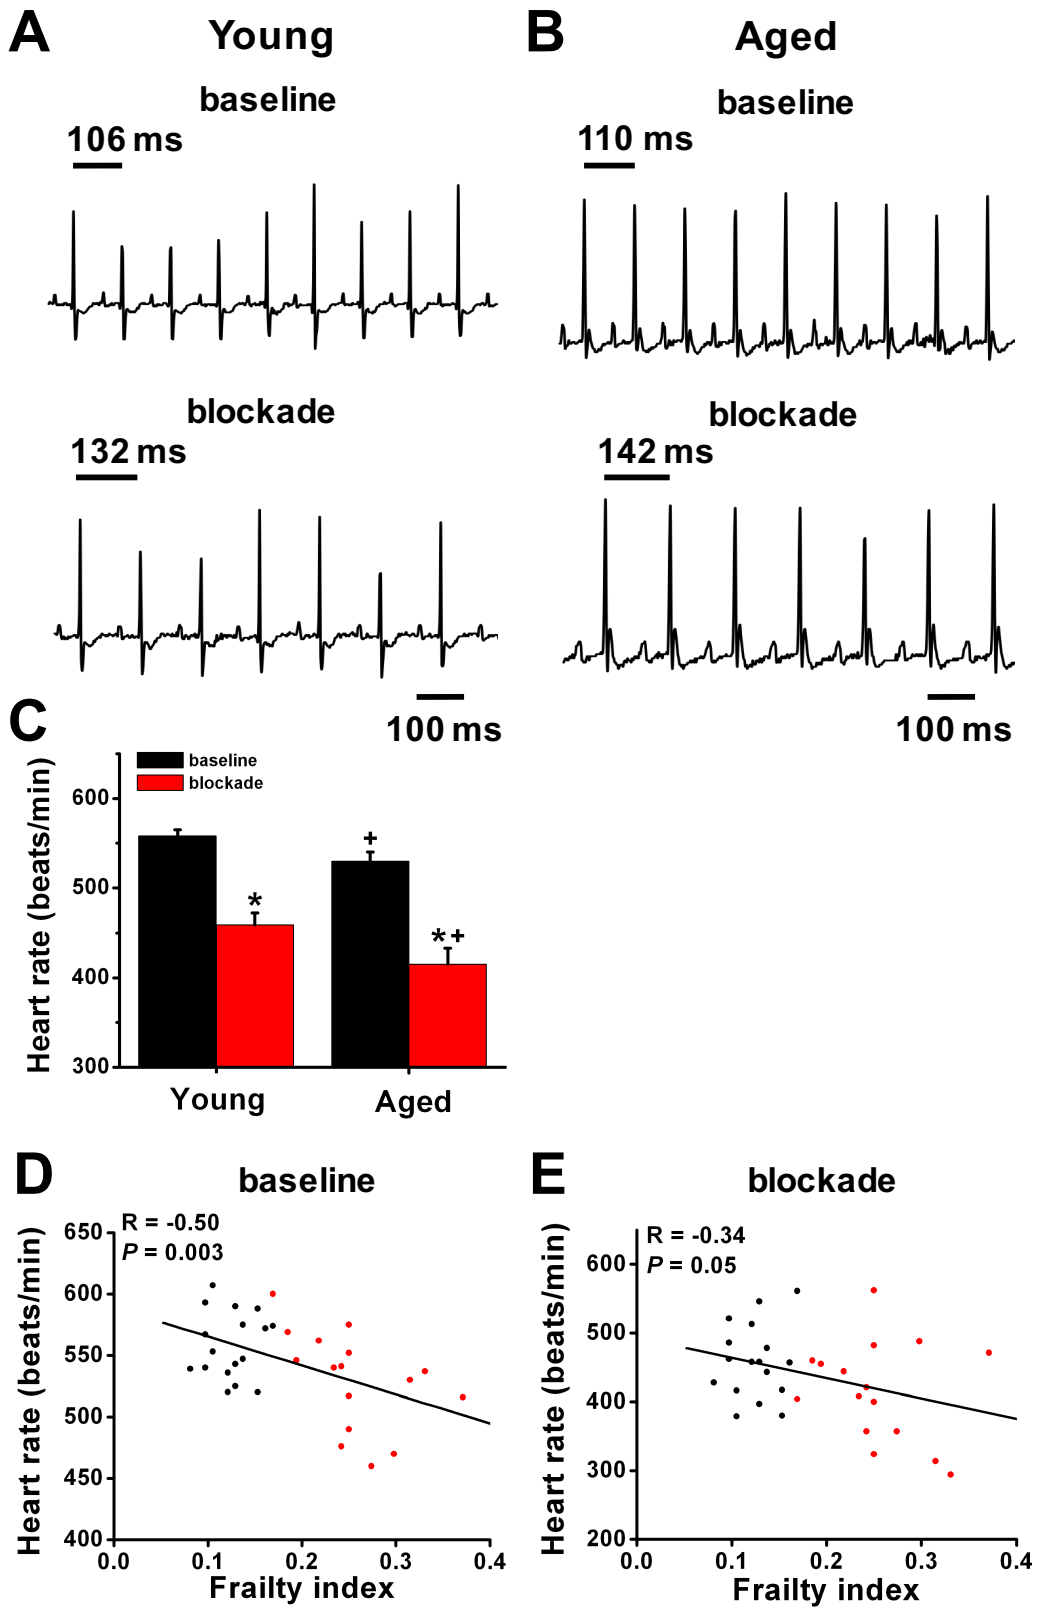 A
Young
B
Aged
baseline
106 ms
baseline
110 ms
blockade
132 ms
blockade
142 ms
100 ms
100 ms
C
baseline
blockade
Heart rate (beats/min)
600
500
400
300
*
+
* +
Young
Aged
D
baseline
R = -0.50
P = 0.003
Heart rate (beats/min)
650
600
550
500
450
400
0.0 0.1 0.2 0.3 0.4
Frailty index
E
blockade
R = -0.34
P = 0.05
Heart rate (beats/min)
600
500
400
300
200
0.0 0.1 0.2 0.3 0.4
Frailty index